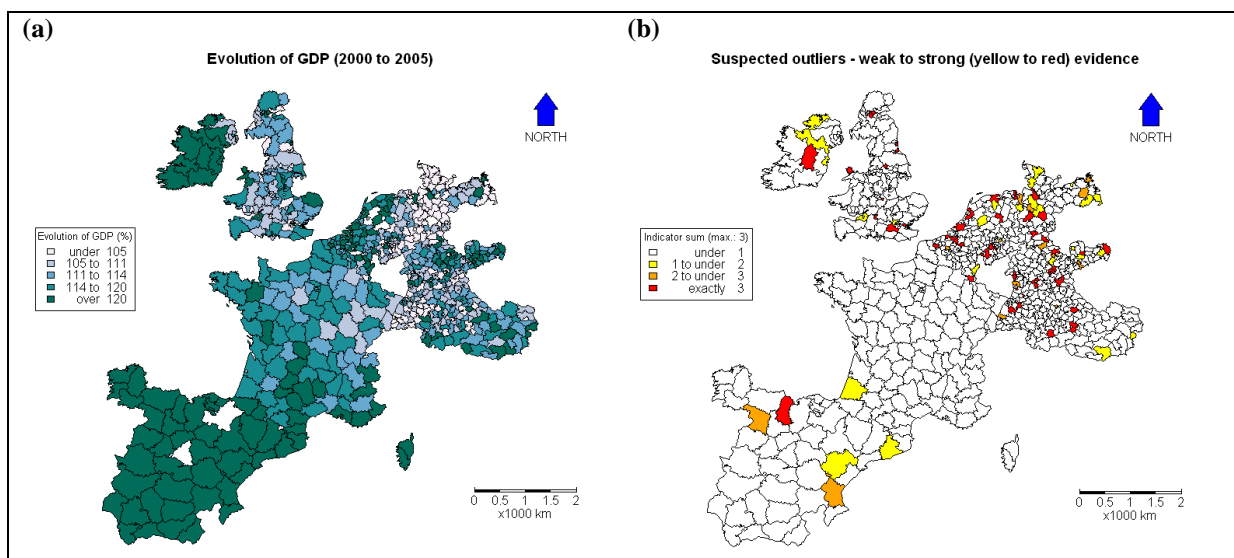 (a)
Evolution of GDP (2000 to 2005)
NORTH
Evolution of GDP (%)
under 105
105 to 111
111 to 114
114 to 120
over 120
0 0.5 1 1.5 2
x1000 km
(b)
Suspected outliers - weak to strong (yellow to red) evidence
NORTH
Indicator sum (max.: 3)
under 1
1 to under 2
2 to under 3
exactly 3
0 0.5 1 1.5 2
x1000 km